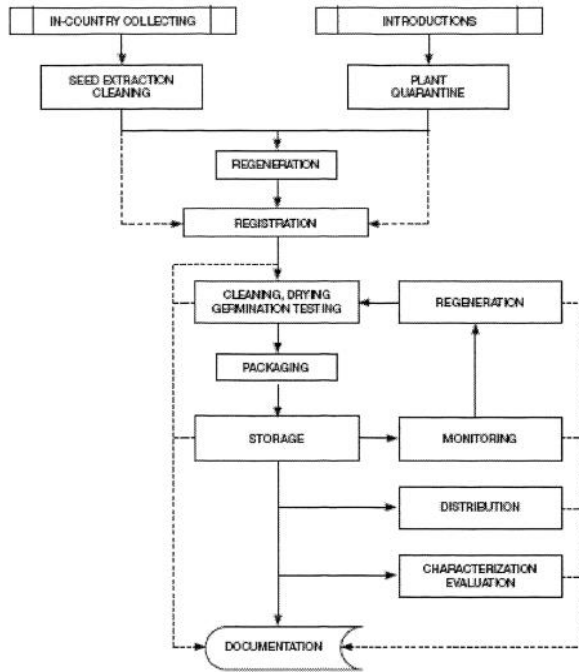 IN-COUNTRY COLLECTING
INTRODUCTIONS
SEED EXTRACTION
CLEANING
PLANT
QUARANTINE
REGENERATION
REGISTRATION
CLEANING, DRYING
GERMINATION TESTING
REGENERATION
PACKAGING
STORAGE
MONITORING
DISTRIBUTION
CHARACTERIZATION
EVALUATION
DOCUMENTATION